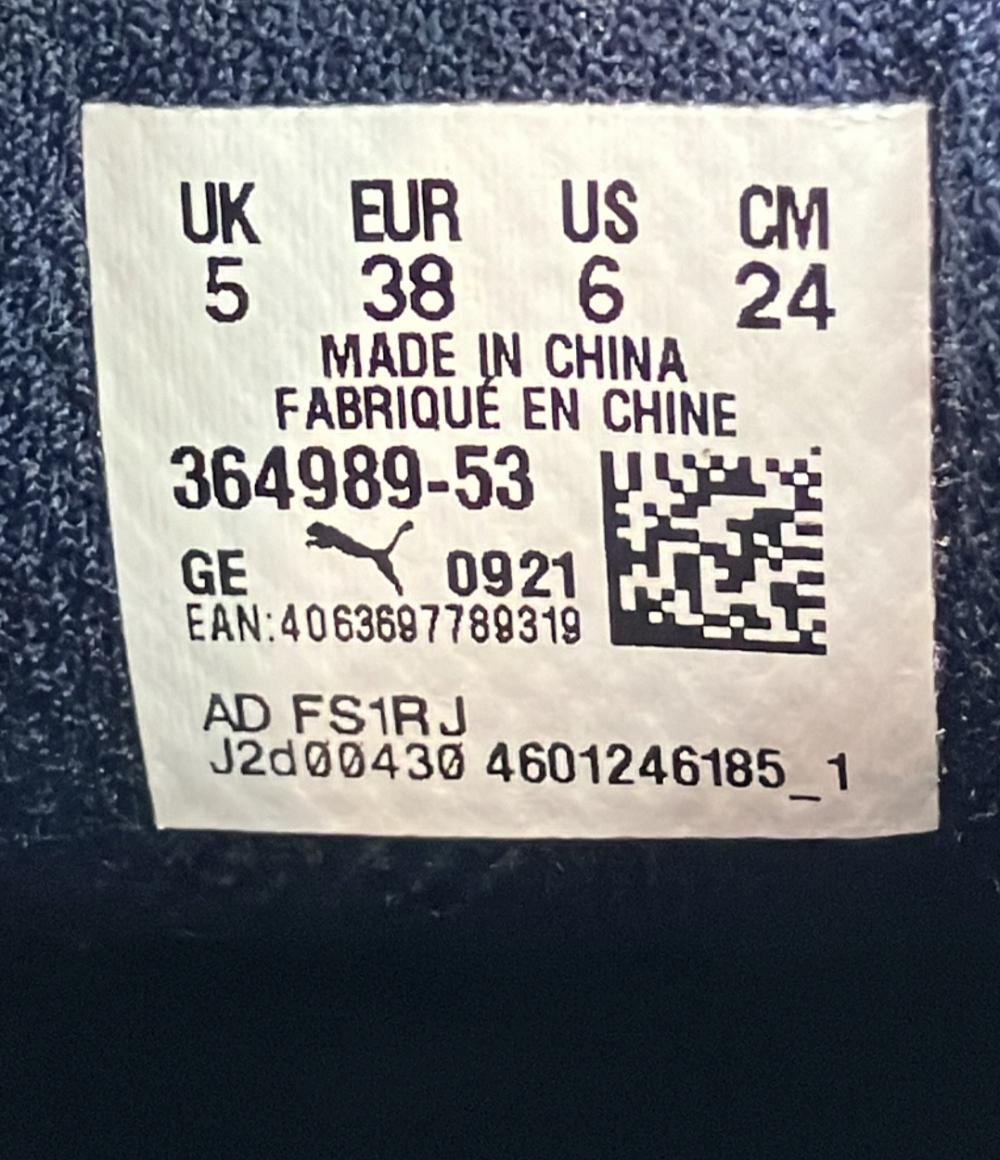 UK EUR US CM
5 38 6 24
MADE IN CHINA
FABRIQUÉ EN CHINE
364989-53
GE 0921
EAN:4063697789319
AD FS1RJ
J2d00430 4601246185_1